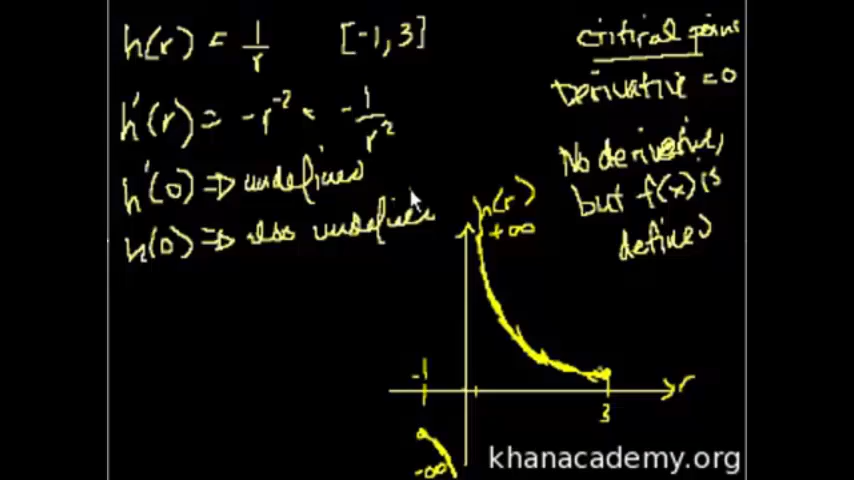 h(r) = 1/r [-1, 3]
h'(r) = -r⁻² = -1/r²
h'(0) ⇒ undefined
h(0) ⇒ also undefined
critical point
Derivative = 0
No derivative,
but f(x) is
defined
h(r)
+∞
-1
r
3
-∞
khanacademy.org